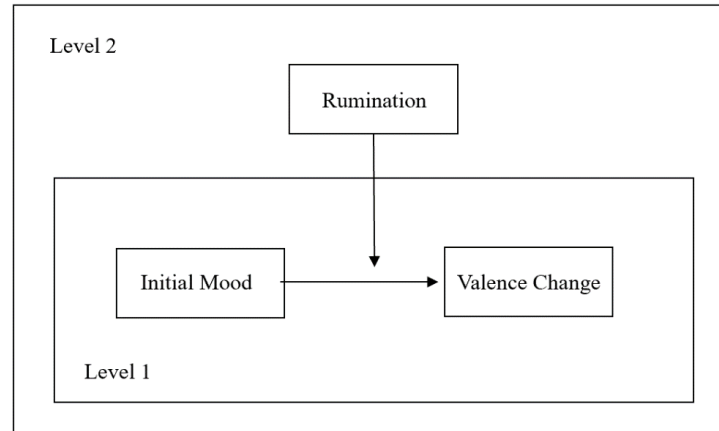 Level 2
Rumination
Initial Mood
Valence Change
Level 1